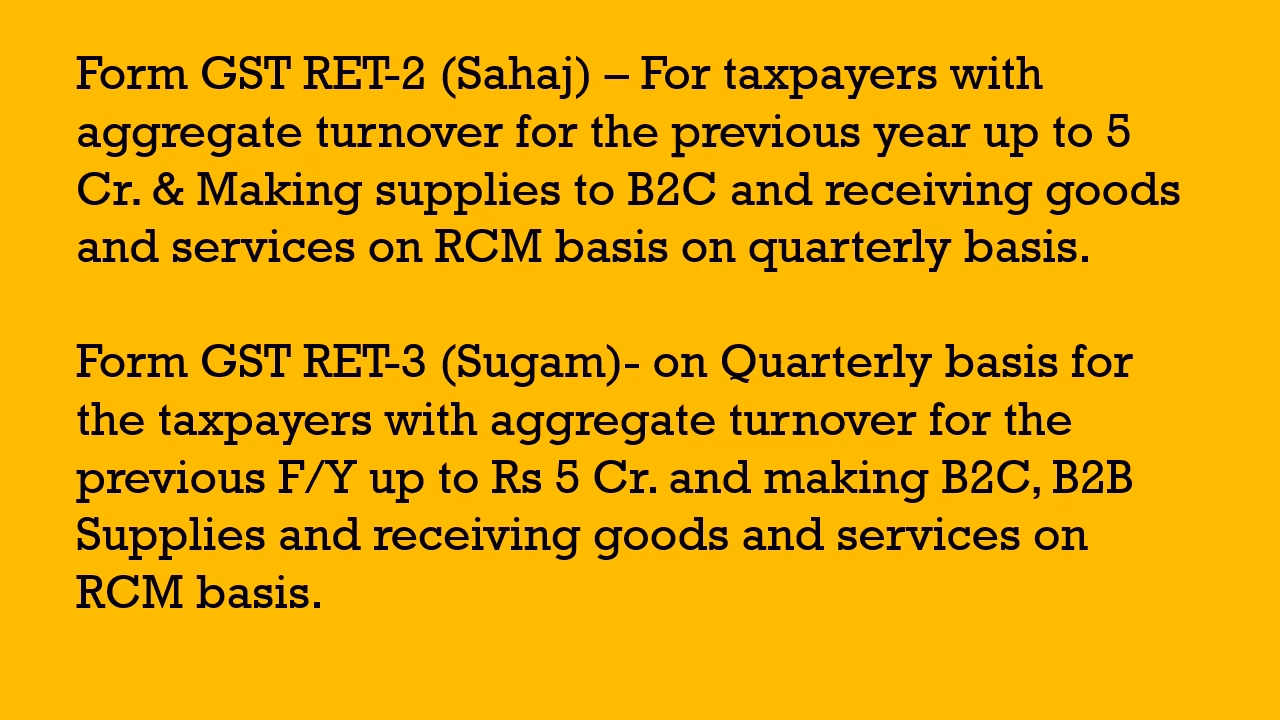 Form GST RET-2 (Sahaj) – For taxpayers with
aggregate turnover for the previous year up to 5
Cr. & Making supplies to B2C and receiving goods
and services on RCM basis on quarterly basis.
Form GST RET-3 (Sugam)- on Quarterly basis for
the taxpayers with aggregate turnover for the
previous F/Y up to Rs 5 Cr. and making B2C, B2B
Supplies and receiving goods and services on
RCM basis.